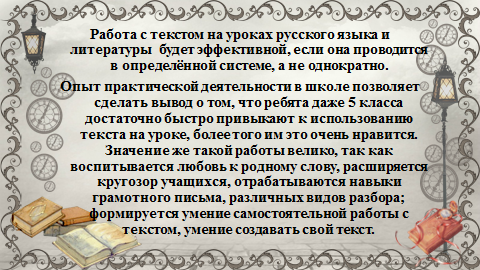 Работа с текстом на уроках русского языка и
литературы будет эффективной, если она проводится
в определённой системе, а не однократно.
Опыт практической деятельности в школе позволяет
сделать вывод о том, что ребята даже 5 класса
достаточно быстро привыкают к использованию
текста на уроке, более того им это очень нравится.
Значение же такой работы велико, так как
воспитывается любовь к родному слову, расширяется
кругозор учащихся, отрабатываются навыки
грамотного письма, различных видов разбора;
формируется умение самостоятельной работы с
текстом, умение создавать свой текст.